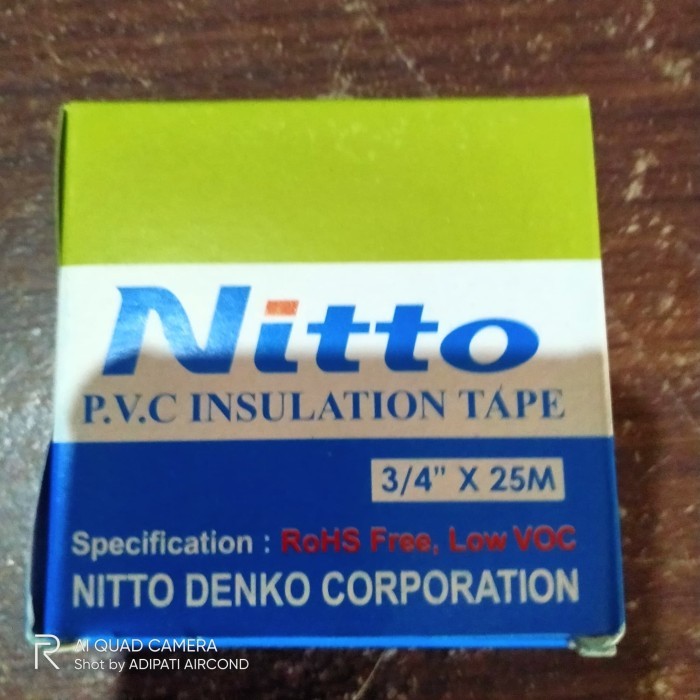 Nitto
P.V.C INSULATION TAPE
3/4" X 25M
Specification : RoHS Free, Low VOC
NITTO DENKO CORPORATION
AI QUAD CAMERA
Shot by ADIPATI AIRCOND